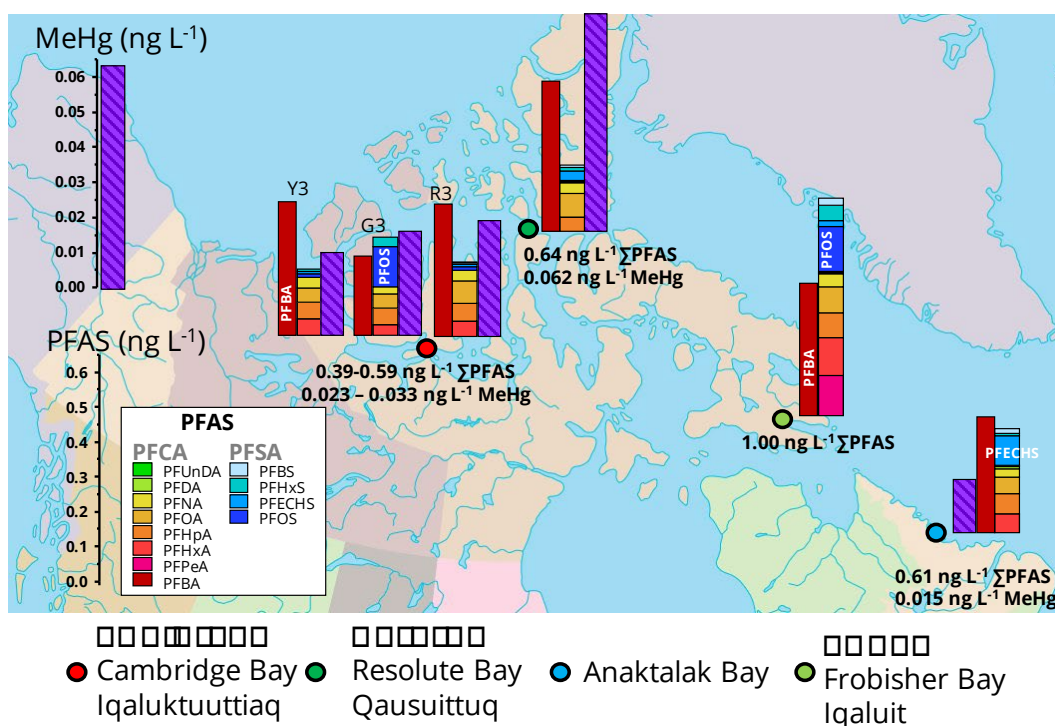 MeHg (ng L⁻¹)
0.06
0.05
0.04
0.03
0.02
0.01
0.00
PFAS (ng L⁻¹)
0.6
0.5
0.4
0.3
0.2
0.1
0.0
Y3
PFBA
G3
PFOS
R3
0.39-0.59 ng L⁻¹ ∑PFAS
0.023 – 0.033 ng L⁻¹ MeHg
0.64 ng L⁻¹ ∑PFAS
0.062 ng L⁻¹ MeHg
PFBA
PFOS
1.00 ng L⁻¹ ∑PFAS
PFECHS
0.61 ng L⁻¹ ∑PFAS
0.015 ng L⁻¹ MeHg
PFAS
PFCA
PFUnDA
PFDA
PFNA
PFOA
PFHpA
PFHxA
PFPeA
PFBA
PFSA
PFBS
PFHxS
PFECHS
PFOS
Cambridge Bay
Iqaluktuuttiaq
Resolute Bay
Qausuittuq
Anaktalak Bay
Frobisher Bay
Iqaluit